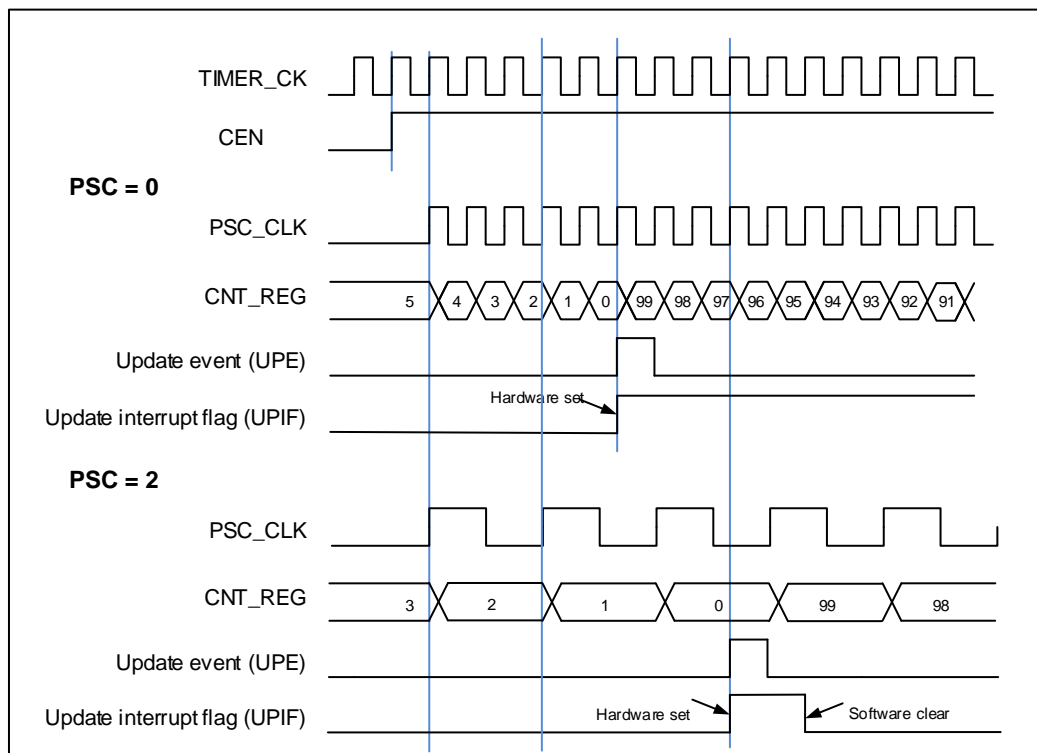 TIMER_CK
CEN
PSC = 0
PSC_CLK
CNT_REG 5 4 3 2 1 0 99 98 97 96 95 94 93 92 91
Update event (UPE)
Hardware set
Update interrupt flag (UPIF)
PSC = 2
PSC_CLK
CNT_REG 3 2 1 0 99 98
Update event (UPE)
Update interrupt flag (UPIF) Hardware set Software clear